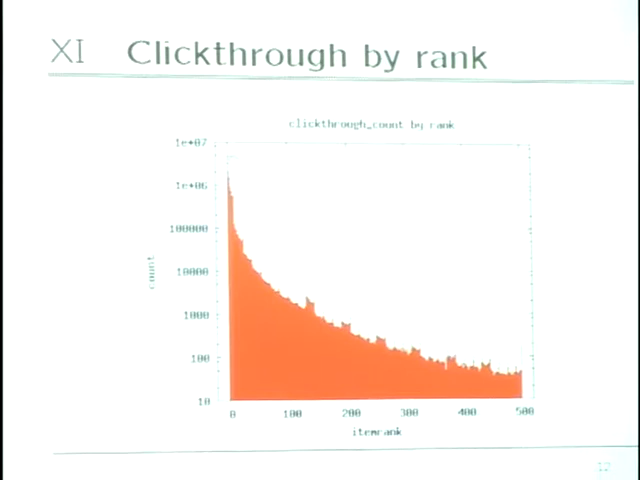 XI Clickthrough by rank
clickthrough_count by rank
1e+07
1e+06
100000
10000
1000
100
10
count
0 100 200 300 400 500
itemrank
12